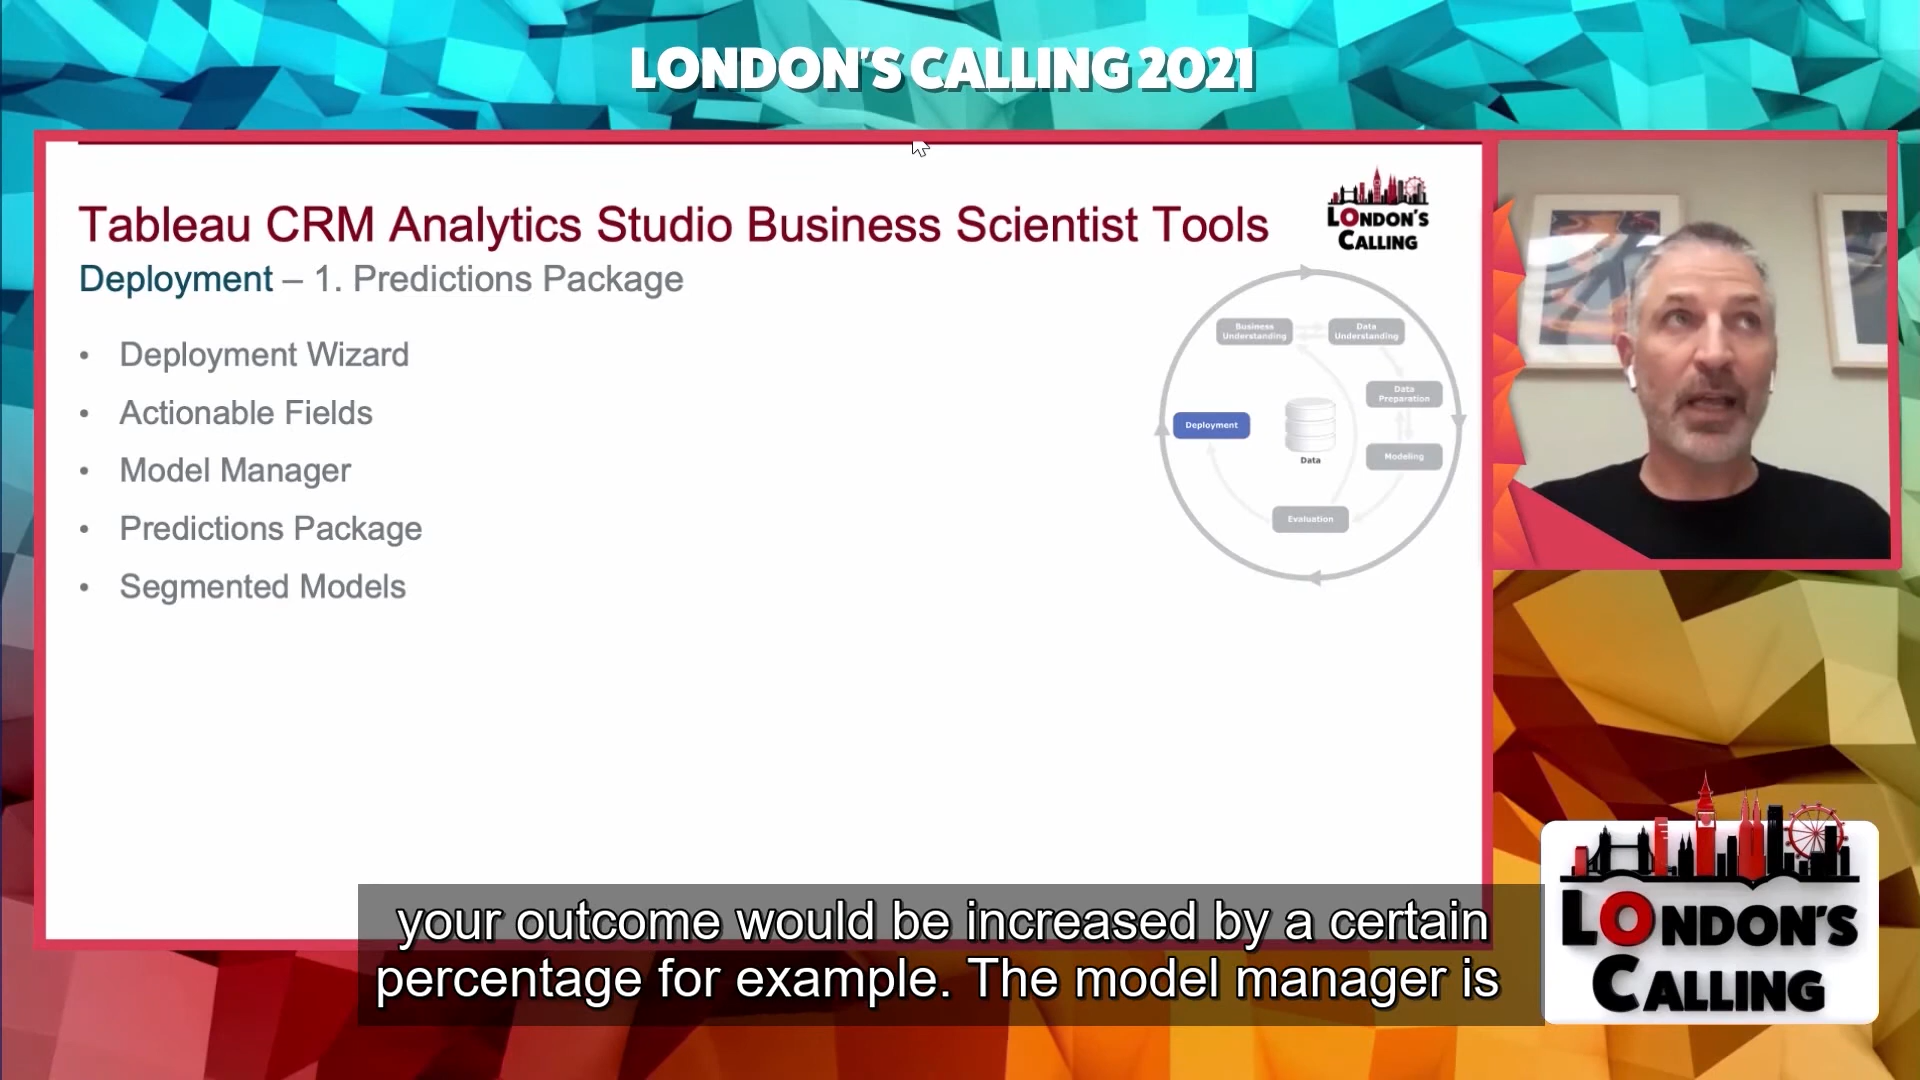 LONDON'S CALLING 2021
Tableau CRM Analytics Studio Business Scientist Tools
LONDON'S
CALLING
Deployment – 1. Predictions Package
• Deployment Wizard
• Actionable Fields
• Model Manager
• Predictions Package
• Segmented Models
Business
Understanding
Data
Understanding
Data
Preparation
Deployment
Data
Modeling
Evaluation
your outcome would be increased by a certain
percentage for example. The model manager is
LONDON'S
CALLING